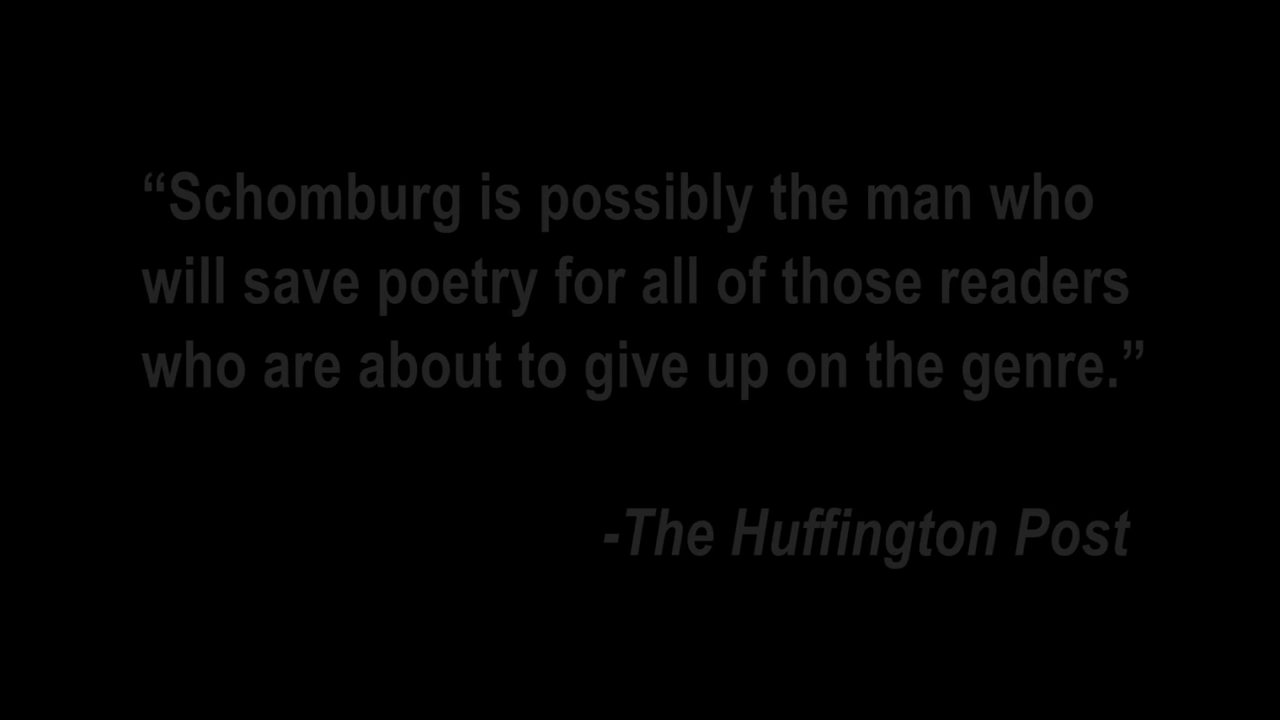 “Schomburg is possibly the man who
will save poetry for all of those readers
who are about to give up on the genre.”
-The Huffington Post